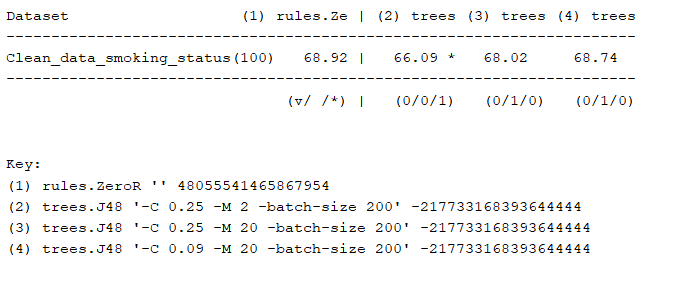 Dataset (1) rules.Ze | (2) trees (3) trees (4) trees
--------------------------------------------------------------------
Clean_data_smoking_status(100) 68.92 | 66.09 * 68.02 68.74
--------------------------------------------------------------------
(v/ /*) | (0/0/1) (0/1/0) (0/1/0)
Key:
(1) rules.ZeroR '' 48055541465867954
(2) trees.J48 '-C 0.25 -M 2 -batch-size 200' -217733168393644444
(3) trees.J48 '-C 0.25 -M 20 -batch-size 200' -217733168393644444
(4) trees.J48 '-C 0.09 -M 20 -batch-size 200' -217733168393644444